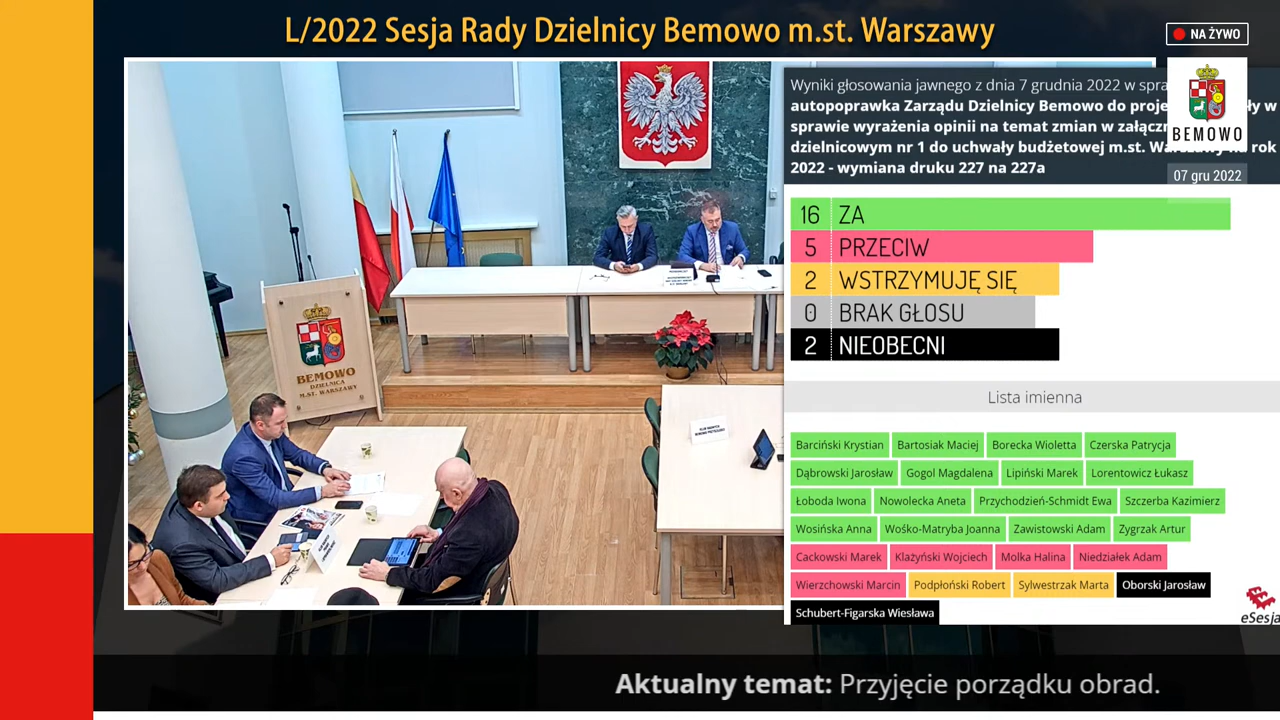 L/2022 Sesja Rady Dzielnicy Bemowo m.st. Warszawy
NA ŻYWO
BEMOWO
07 gru 2022
Wyniki głosowania jawnego z dnia 7 grudnia 2022 w
autopoprawka Zarządu Dzielnicy Bemowo do
sprawie wyrażenia opinii na temat zmian w
dzielnicowym nr 1 do uchwały budżetowej m.st. Warszawy na rok
2022 - wymiana druku 227 na 227a
16 ZA
5 PRZECIW
2 WSTRZYMUJĘ SIĘ
0 BRAK GŁOSU
2 NIEOBECNI
Lista imienna
Barciński Krystian Bartosiak Maciej Borecka Wioletta Czerska Patrycja
Dąbrowski Jarosław Gogol Magdalena Lipiński Marek Lorentowicz Łukasz
Łoboda Iwona Nowolecka Aneta Przychodzień-Schmidt Ewa Szczerba Kazimierz
Wosińska Anna Wośko-Matryba Joanna Zawistowski Adam Zygrzak Artur
Cackowski Marek Klażyński Wojciech Molka Halina Niedziałek Adam
Wierzchowski Marcin Podpłoński Robert Sylwestrzak Marta Oborski Jarosław
Schubert-Figarska Wiesława
eSesja
BEMOWO
DZIELNICA
M.ST. WARSZAWY
Aktualny temat: Przyjęcie porządku obrad.